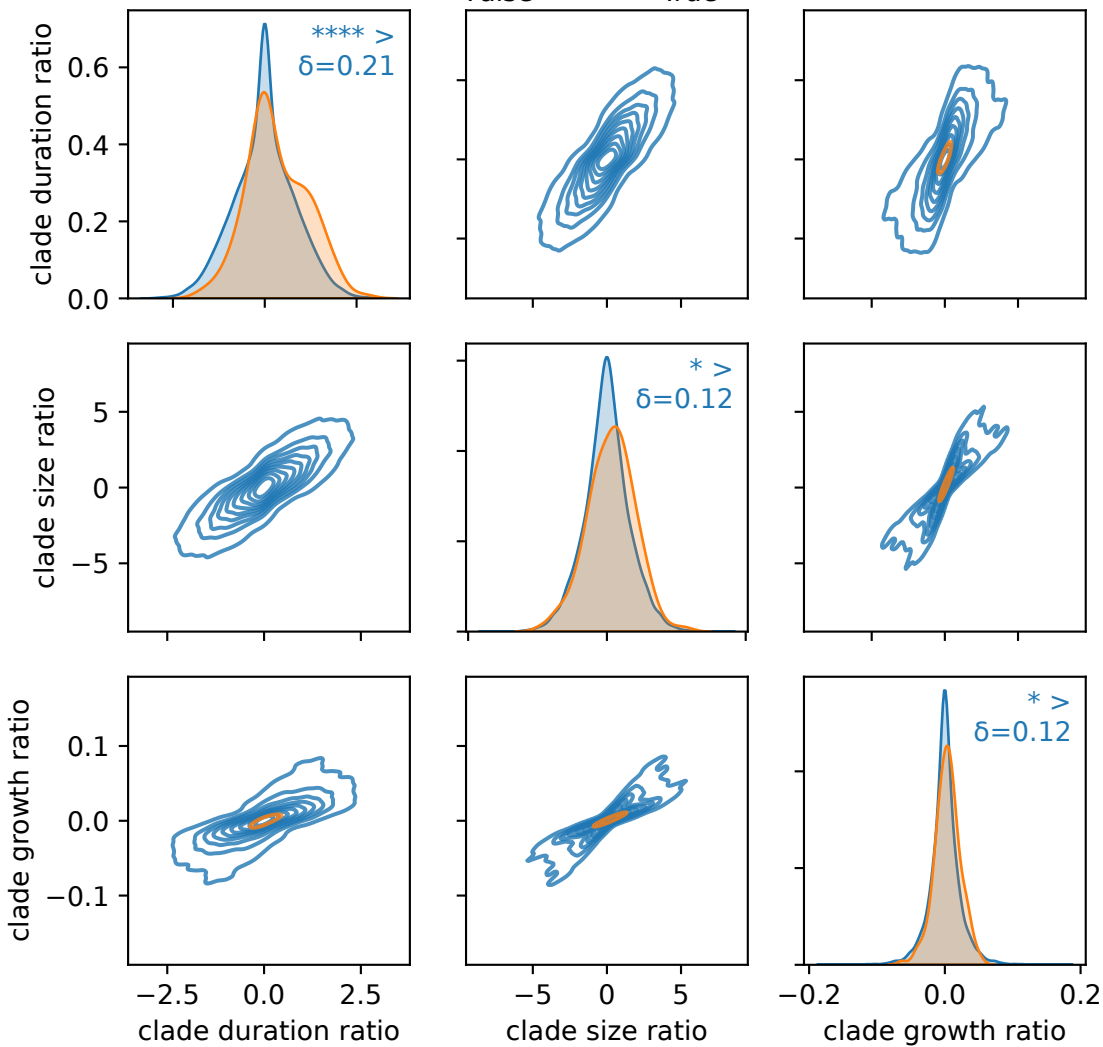 **** >
δ=0.21
clade duration ratio
0.6
0.4
0.2
0.0
* >
δ=0.12
clade size ratio
5
0
−5
* >
δ=0.12
clade growth ratio
0.1
0.0
−0.1
−2.5 0.0 2.5
−5 0 5
−0.2 0.0 0.2
clade duration ratio
clade size ratio
clade growth ratio